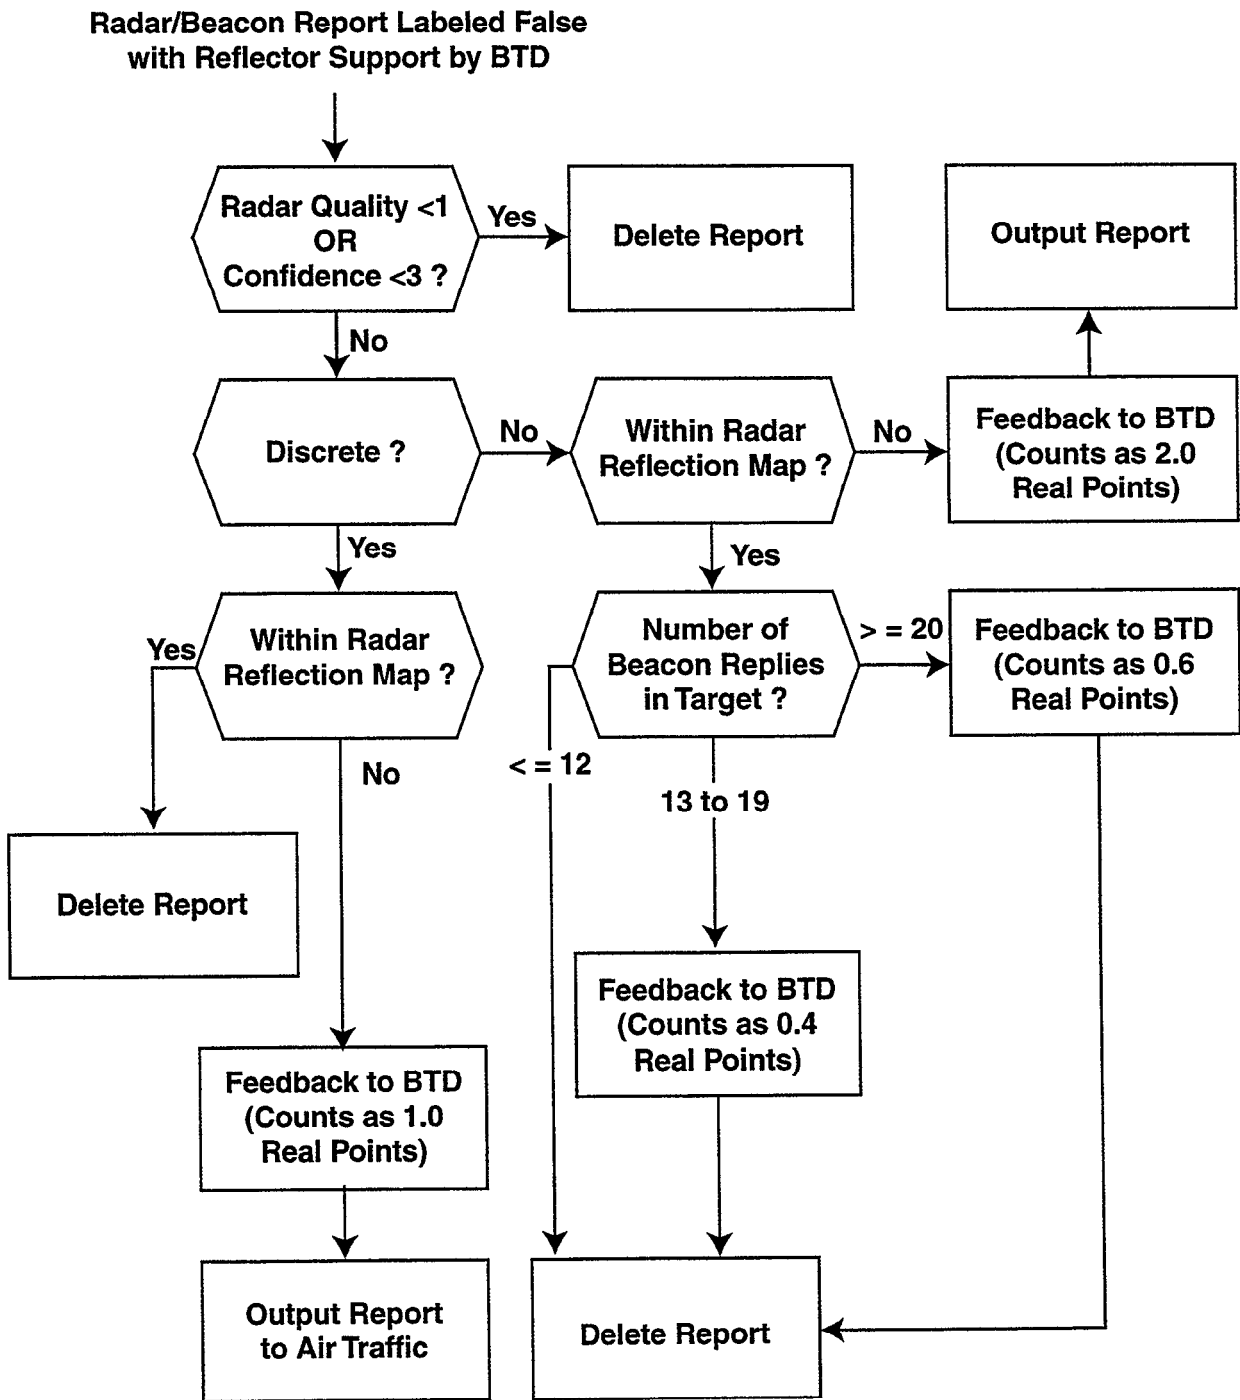 Radar/Beacon Report Labeled False
with Reflector Support by BTD
Radar Quality <1
OR
Confidence <3 ?
Yes
Delete Report
Output Report
No
Discrete ?
No
Within Radar
Reflection Map ?
No
Feedback to BTD
(Counts as 2.0
Real Points)
Yes
Yes
Yes
Within Radar
Reflection Map ?
Number of
Beacon Replies
in Target ?
> = 20
Feedback to BTD
(Counts as 0.6
Real Points)
No
< = 12
13 to 19
Delete Report
Feedback to BTD
(Counts as 0.4
Real Points)
Feedback to BTD
(Counts as 1.0
Real Points)
Output Report
to Air Traffic
Delete Report